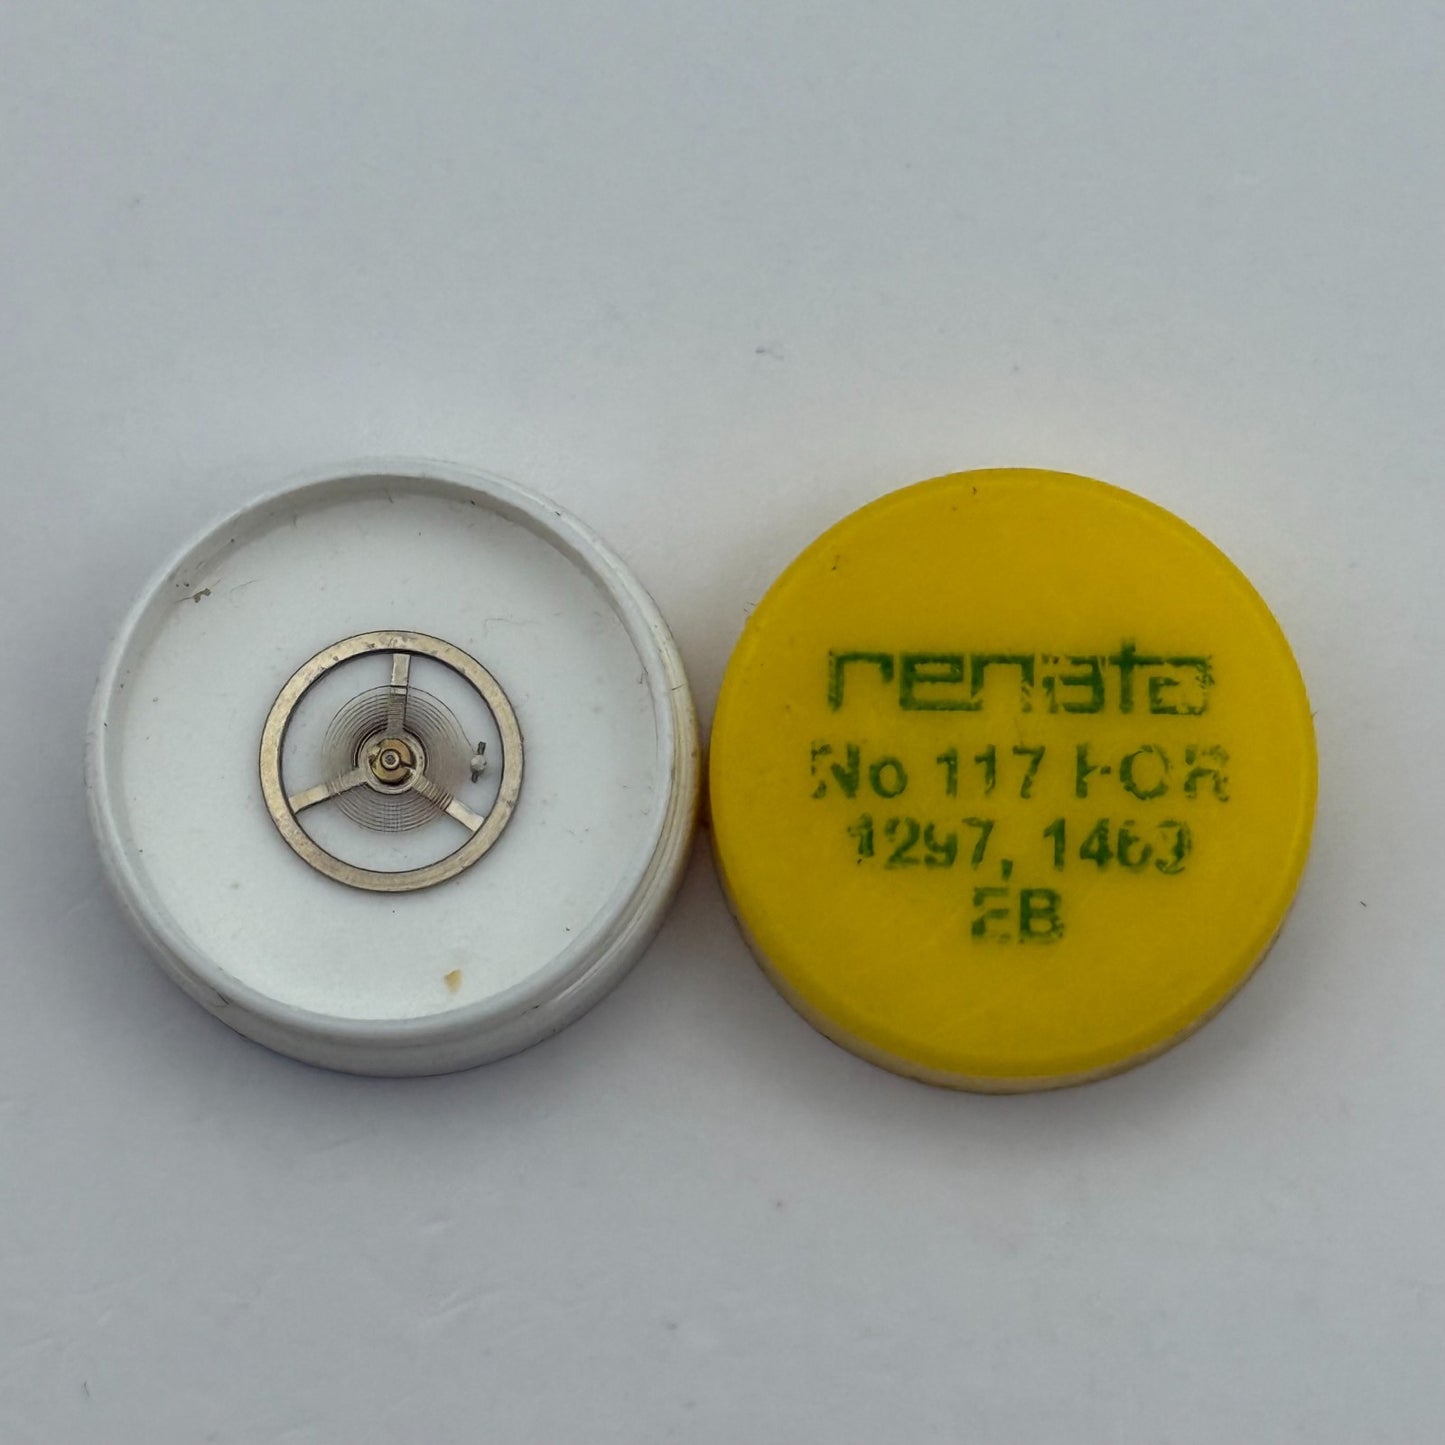 renata
No 117 FOR
1297, 1463
EB